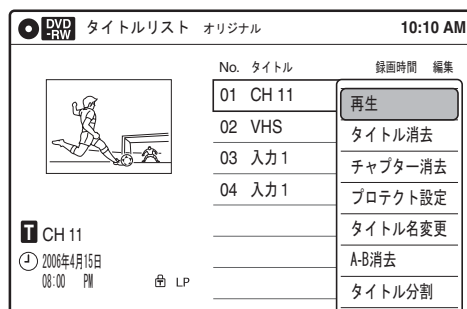 DVD -RW タイトルリスト オリジナル 10:10 AM
No. タイトル 録画時間 編集
01 CH 11
02 VHS
03 入力1
04 入力1
再生
タイトル消去
チャプター消去
プロテクト設定
タイトル名変更
A-B消去
タイトル分割
T CH 11
2006年4月15日
08:00 PM LP